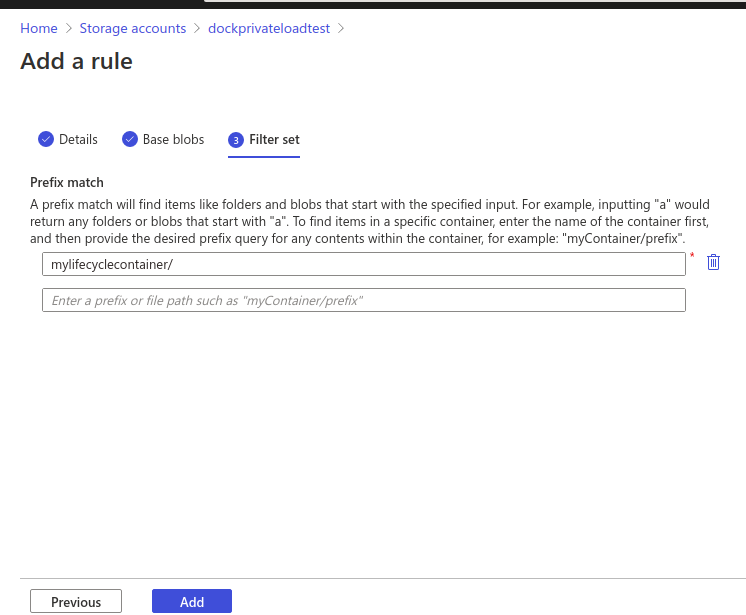 Home > Storage accounts > dockprivateloadtest >
Add a rule
Details
Base blobs
3 Filter set
Prefix match
A prefix match will find items like folders and blobs that start with the specified input. For example, inputting "a" would
return any folders or blobs that start with "a". To find items in a specific container, enter the name of the container first,
and then provide the desired prefix query for any contents within the container, for example: "myContainer/prefix".
mylifecyclecontainer/ *
Enter a prefix or file path such as "myContainer/prefix"
Previous
Add